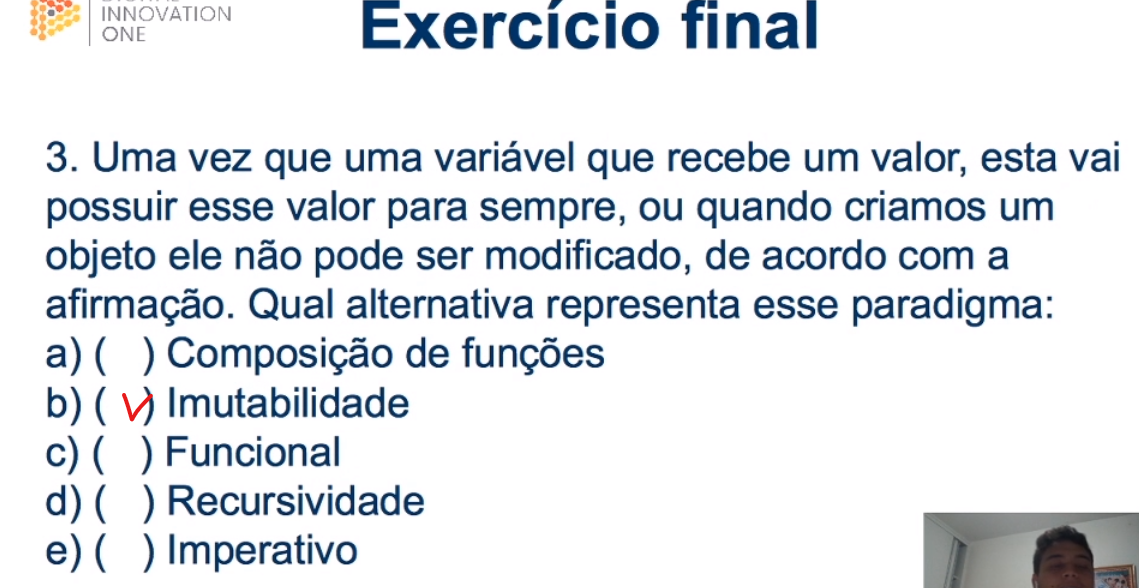 INNOVATION
ONE
Exercício final
3. Uma vez que uma variável que recebe um valor, esta vai
possuir esse valor para sempre, ou quando criamos um
objeto ele não pode ser modificado, de acordo com a
afirmação. Qual alternativa representa esse paradigma:
a) ( ) Composição de funções
b) ( ✓) Imutabilidade
c) ( ) Funcional
d) ( ) Recursividade
e) ( ) Imperativo